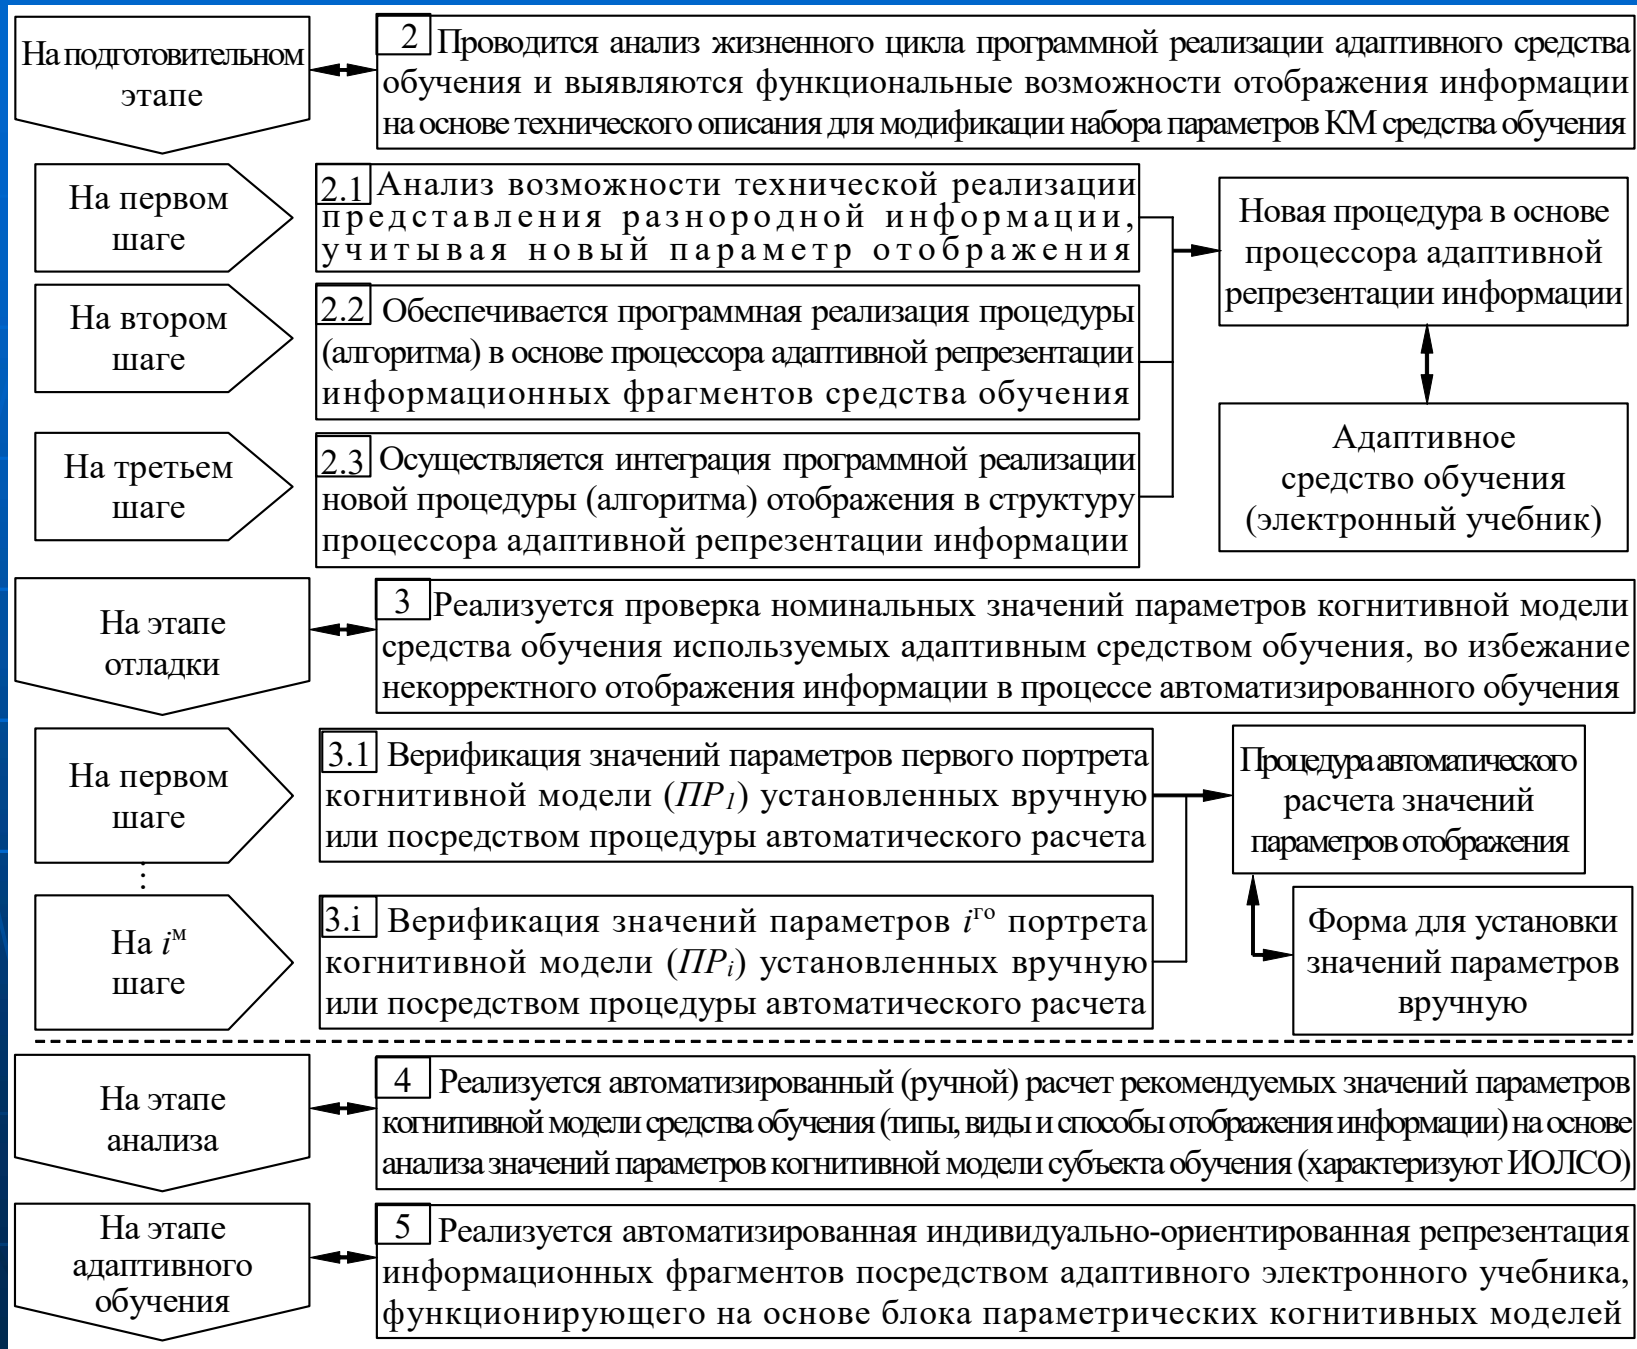 На подготовительном
этапе
2 Проводится анализ жизненного цикла программной реализации адаптивного средства
обучения и выявляются функциональные возможности отображения информации
на основе технического описания для модификации набора параметров КМ средства обучения
На первом
шаге
2.1 Анализ возможности технической реализации
представления разнородной информации,
учитывая новый параметр отображения
Новая процедура в основе
процессора адаптивной
репрезентации информации
На втором
шаге
2.2 Обеспечивается программная реализация процедуры
(алгоритма) в основе процессора адаптивной репрезентации
информационных фрагментов средства обучения
На третьем
шаге
2.3 Осуществляется интеграция программной реализации
новой процедуры (алгоритма) отображения в структуру
процессора адаптивной репрезентации информации
Адаптивное
средство обучения
(электронный учебник)
На этапе
отладки
3 Реализуется проверка номинальных значений параметров когнитивной модели
средства обучения используемых адаптивным средством обучения, во избежание
некорректного отображения информации в процессе автоматизированного обучения
На первом
шаге
3.1 Верификация значений параметров первого портрета
когнитивной модели (ПР₁) установленных вручную
или посредством процедуры автоматического расчета
Процедура автоматического
расчета значений
параметров отображения
⋮
На iᵐ
шаге
3.i Верификация значений параметров iго портрета
когнитивной модели (ПРᵢ) установленных вручную
или посредством процедуры автоматического расчета
Форма для установки
значений параметров
вручную
На этапе
анализа
4 Реализуется автоматизированный (ручной) расчет рекомендуемых значений параметров
когнитивной модели средства обучения (типы, виды и способы отображения информации) на основе
анализа значений параметров когнитивной модели субъекта обучения (характеризуют ИОЛСО)
На этапе
адаптивного
обучения
5 Реализуется автоматизированная индивидуально-ориентированная репрезентация
информационных фрагментов посредством адаптивного электронного учебника,
функционирующего на основе блока параметрических когнитивных моделей